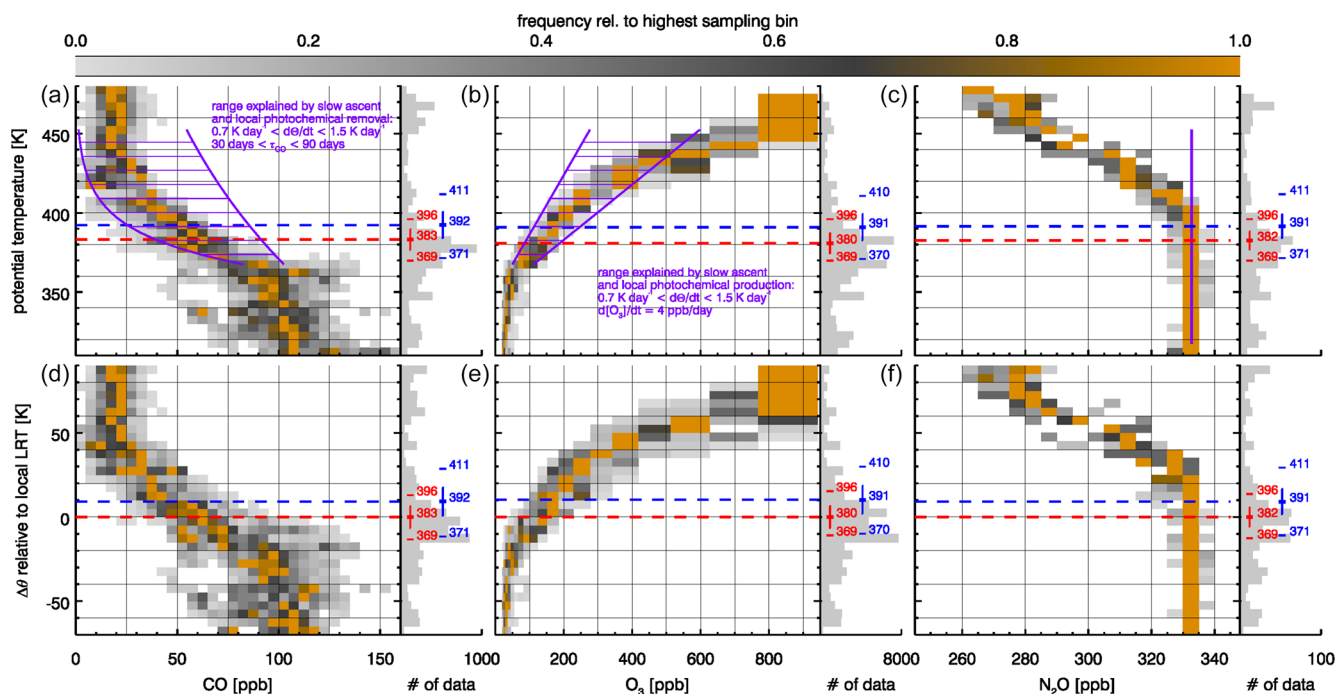 frequency rel. to highest sampling bin
0.0 0.2 0.4 0.6 0.8 1.0
(a) (b) (c)
range explained by slow ascent
and local photochemical removal:
0.7 K day⁻¹ < dΘ/dt < 1.5 K day⁻¹
30 days < τ_CO < 90 days
potential temperature [K]
450
400
350
411
396
392
383
369
371
410
396
391
380
369
370
411
396
391
382
369
371
range explained by slow ascent
and local photochemical production:
0.7 K day⁻¹ < dΘ/dt < 1.5 K day⁻¹
d[O₃]/dt = 4 ppb/day
(d) (e) (f)
Δθ relative to local LRT [K]
50
0
-50
411
396
392
383
369
371
410
396
391
380
369
370
411
396
391
382
369
371
0 50 100 150 1000 200 400 600 800 8000 260 280 300 320 340 100
CO [ppb] # of data O₃ [ppb] # of data N₂O [ppb] # of data